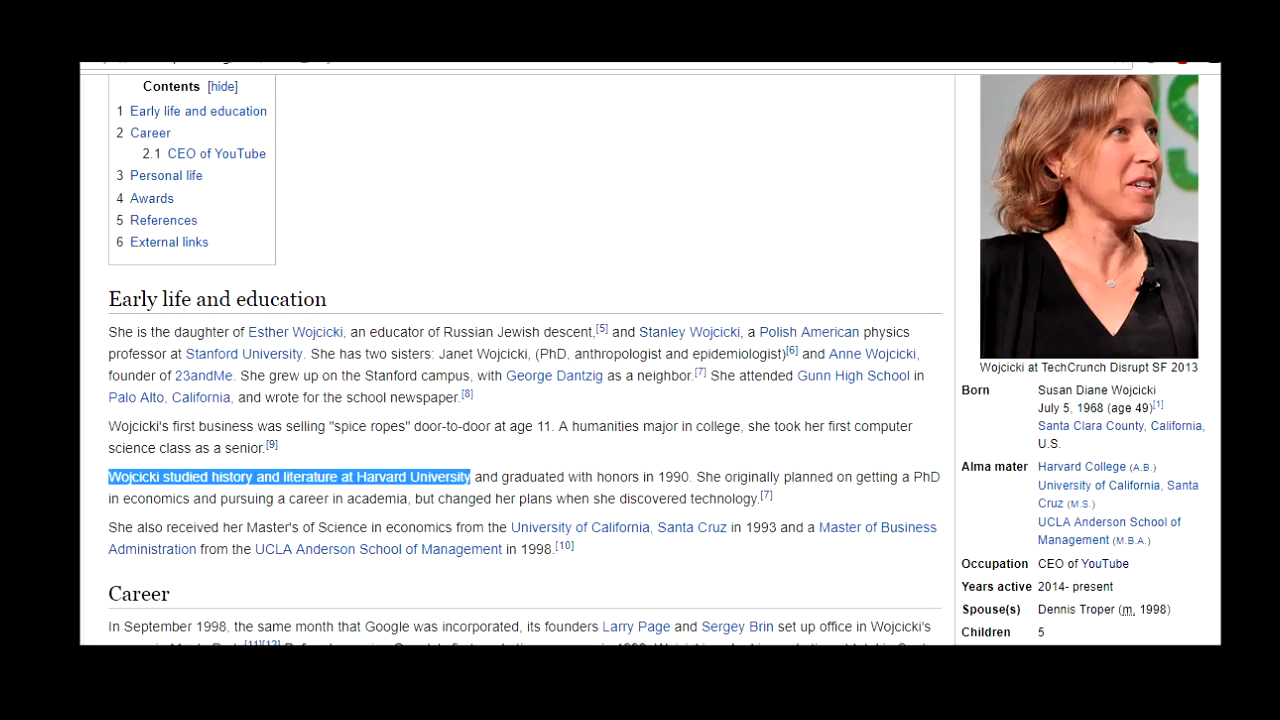 Contents [hide]
1 Early life and education
2 Career
2.1 CEO of YouTube
3 Personal life
4 Awards
5 References
6 External links
Early life and education
She is the daughter of Esther Wojcicki, an educator of Russian Jewish descent,[5] and Stanley Wojcicki, a Polish American physics
professor at Stanford University. She has two sisters: Janet Wojcicki, (PhD, anthropologist and epidemiologist)[6] and Anne Wojcicki,
founder of 23andMe. She grew up on the Stanford campus, with George Dantzig as a neighbor.[7] She attended Gunn High School in
Palo Alto, California, and wrote for the school newspaper.[8]
Wojcicki's first business was selling "spice ropes" door-to-door at age 11. A humanities major in college, she took her first computer
science class as a senior.[9]
Wojcicki studied history and literature at Harvard University and graduated with honors in 1990. She originally planned on getting a PhD
in economics and pursuing a career in academia, but changed her plans when she discovered technology.[7]
She also received her Master's of Science in economics from the University of California, Santa Cruz in 1993 and a Master of Business
Administration from the UCLA Anderson School of Management in 1998.[10]
Career
In September 1998, the same month that Google was incorporated, its founders Larry Page and Sergey Brin set up office in Wojcicki's
Wojcicki at TechCrunch Disrupt SF 2013
Born Susan Diane Wojcicki
July 5, 1968 (age 49)[1]
Santa Clara County, California,
U.S.
Alma mater Harvard College (A.B.)
University of California, Santa
Cruz (M.S.)
UCLA Anderson School of
Management (M.B.A.)
Occupation CEO of YouTube
Years active 2014- present
Spouse(s) Dennis Troper (m. 1998)
Children 5